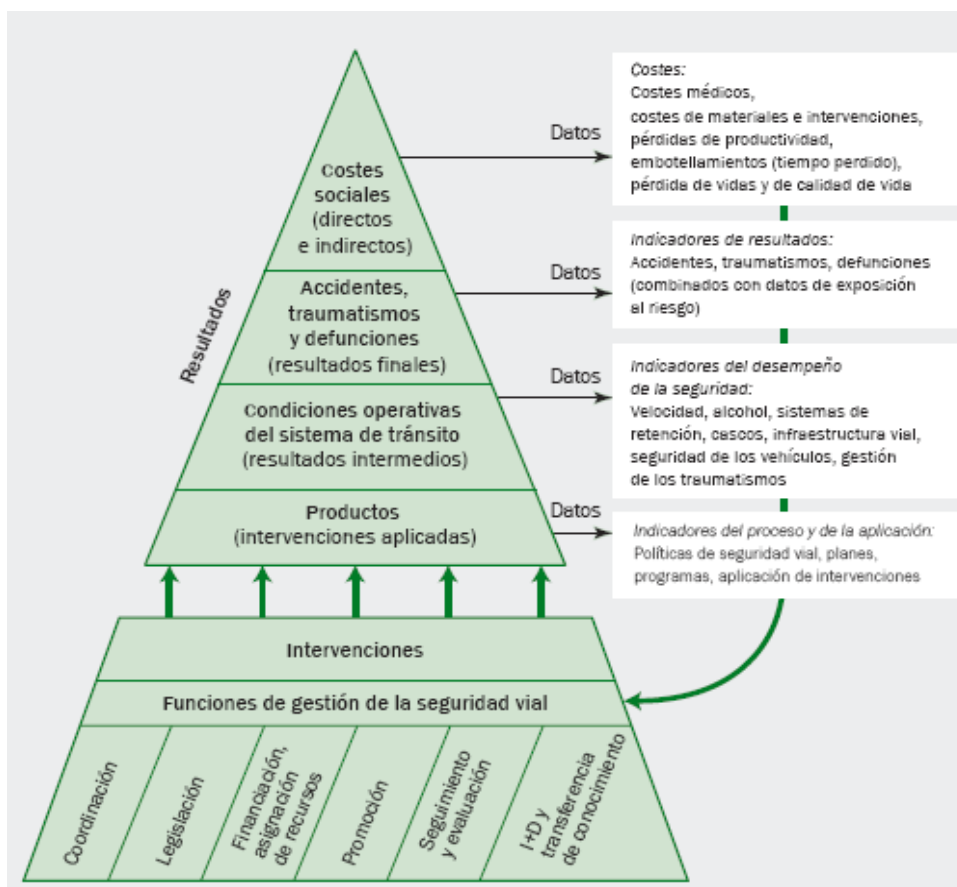 Costes
sociales
(directos
e indirectos)
Datos
Costes:
Costes médicos,
costes de materiales e intervenciones,
pérdidas de productividad,
embotellamientos (tiempo perdido),
pérdida de vidas y de calidad de vida
Resultados
Accidentes,
traumatismos
y defunciones
(resultados finales)
Datos
Indicadores de resultados:
Accidentes, traumatismos, defunciones
(combinados con datos de exposición
al riesgo)
Condiciones operativas
del sistema de tránsito
(resultados intermedios)
Datos
Indicadores del desempeño
de la seguridad:
Velocidad, alcohol, sistemas de
retención, cascos, infraestructura vial,
seguridad de los vehículos, gestión
de los traumatismos
Productos
(intervenciones aplicadas)
Datos
Indicadores del proceso y de la aplicación:
Políticas de seguridad vial, planes,
programas, aplicación de intervenciones
Intervenciones
Funciones de gestión de la seguridad vial
Coordinación
Legislación
Financiación,
asignación
de recursos
Promoción
Seguimiento
y evaluación
I+D y
transferencia
de conocimiento